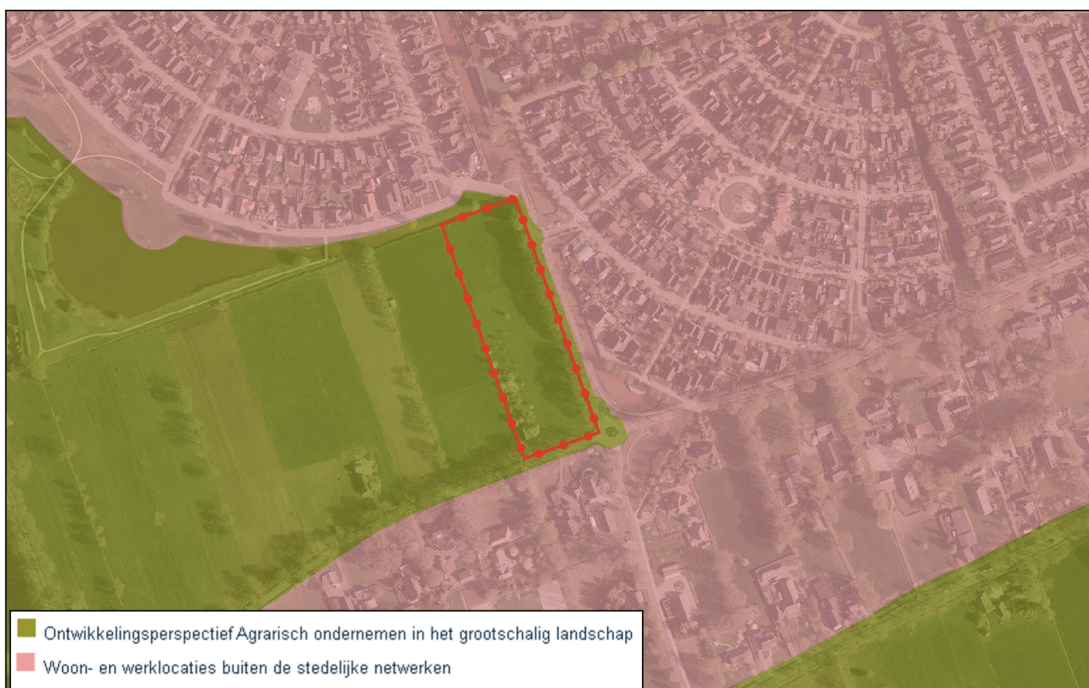 Ontwikkelingsperspectief Agrarisch ondernemen in het grootschalig landschap
Woon- en werklocaties buiten de stedelijke netwerken